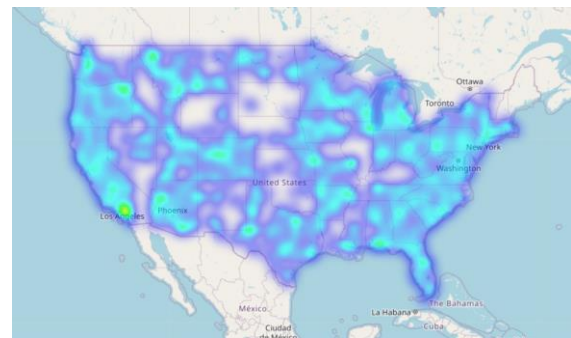 Ottawa
Toronto
New York
Washington
United States
Los Angeles
Phoenix
México
La Habana
The Bahamas
Cuba
Ciudad
de México